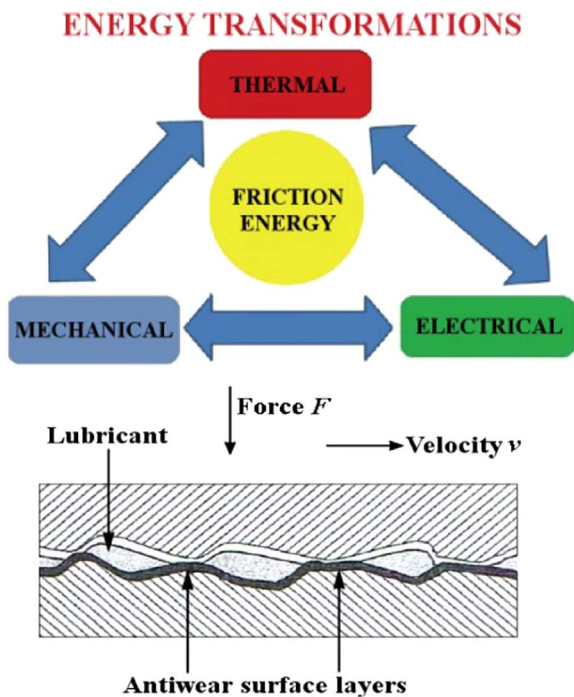 ENERGY TRANSFORMATIONS
THERMAL
FRICTION
ENERGY
MECHANICAL
ELECTRICAL
Force F
Lubricant
Velocity v
Antiwear surface layers